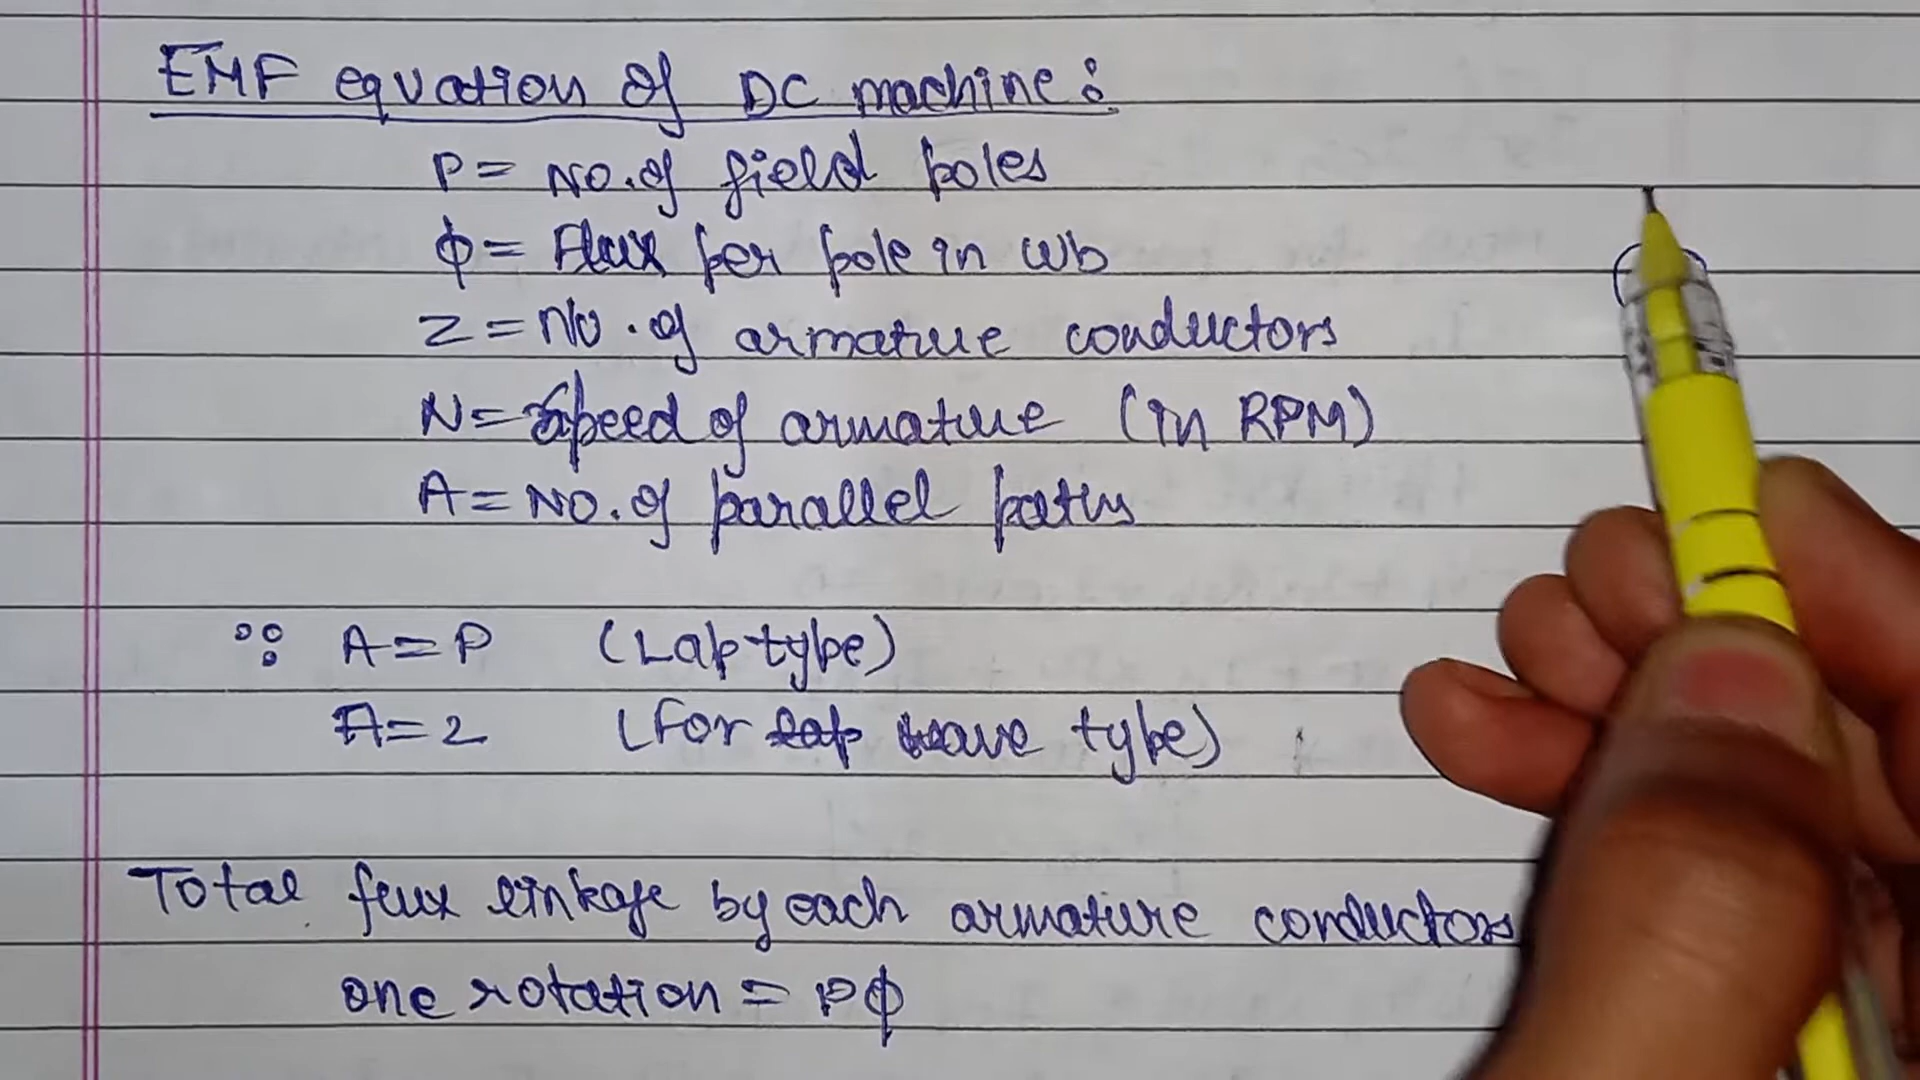 EMF equation of DC machine :
P = No. of field poles
ϕ = Flux per pole in wb
Z = No. of armature conductors
N = Speed of armature (in RPM)
A = No. of parallel paths
∵ A = P (Lap type)
A = 2 (For lap wave type)
Total flux linkage by each armature conductors
one rotation = Pϕ